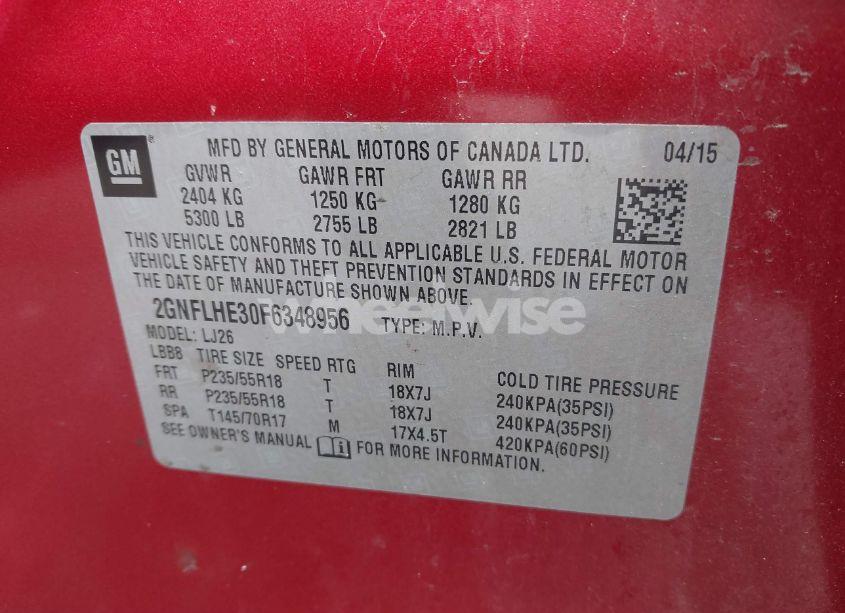 GM MFD BY GENERAL MOTORS OF CANADA LTD. 04/15
GVWR GAWR FRT GAWR RR
2404 KG 1250 KG 1280 KG
5300 LB 2755 LB 2821 LB
THIS VEHICLE CONFORMS TO ALL APPLICABLE U.S. FEDERAL MOTOR
VEHICLE SAFETY AND THEFT PREVENTION STANDARDS IN EFFECT ON
THE DATE OF MANUFACTURE SHOWN ABOVE.
2GNFLHE30F6348956 TYPE: M.P.V.
wheelwise
MODEL: LJ26
LBB8 TIRE SIZE SPEED RTG RIM COLD TIRE PRESSURE
FRT P235/55R18 T 18X7J 240KPA(35PSI)
RR P235/55R18 T 18X7J 240KPA(35PSI)
SPA T145/70R17 M 17X4.5T 420KPA(60PSI)
SEE OWNER'S MANUAL FOR MORE INFORMATION.